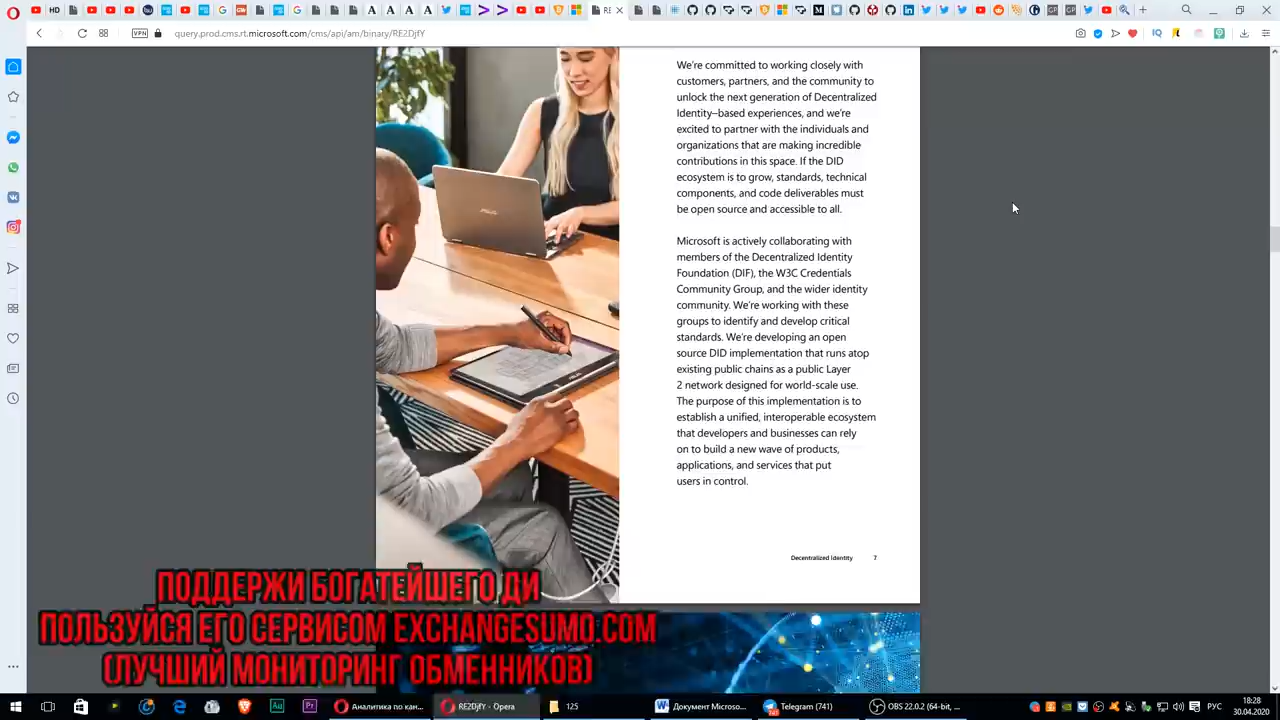 RE
query.prod.cms.rt.microsoft.com/cms/api/am/binary/RE2DjfY
VPN
We're committed to working closely with
customers, partners, and the community to
unlock the next generation of Decentralized
Identity–based experiences, and we're
excited to partner with the individuals and
organizations that are making incredible
contributions in this space. If the DID
ecosystem is to grow, standards, technical
components, and code deliverables must
be open source and accessible to all.
Microsoft is actively collaborating with
members of the Decentralized Identity
Foundation (DIF), the W3C Credentials
Community Group, and the wider identity
community. We're working with these
groups to identify and develop critical
standards. We're developing an open
source DID implementation that runs atop
existing public chains as a public Layer
2 network designed for world-scale use.
The purpose of this implementation is to
establish a unified, interoperable ecosystem
that developers and businesses can rely
on to build a new wave of products,
applications, and services that put
users in control.
Decentralized Identity 7
ПОДДЕРЖИ БОГАТЕЙШЕГО ДИ
ПОЛЬЗУЙСЯ ЕГО СЕРВИСОМ EXCHANGESUMO.COM
(ЛУЧШИЙ МОНИТОРИНГ ОБМЕННИКОВ)
Аналитика по кан...
RE2DjfY - Opera
125
Документ Microso...
Telegram (741)
OBS 22.0.2 (64-bit, ...
РУС
18:28
30.04.2020